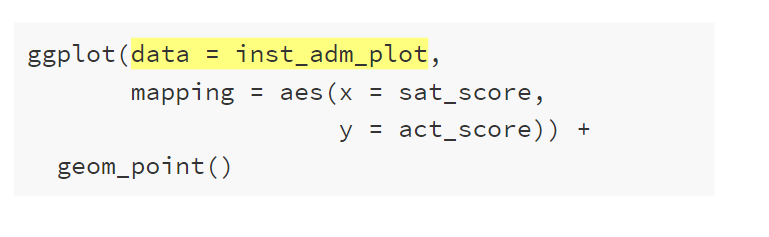 ggplot(data = inst_adm_plot,
       mapping = aes(x = sat_score,
                     y = act_score)) +
  geom_point()